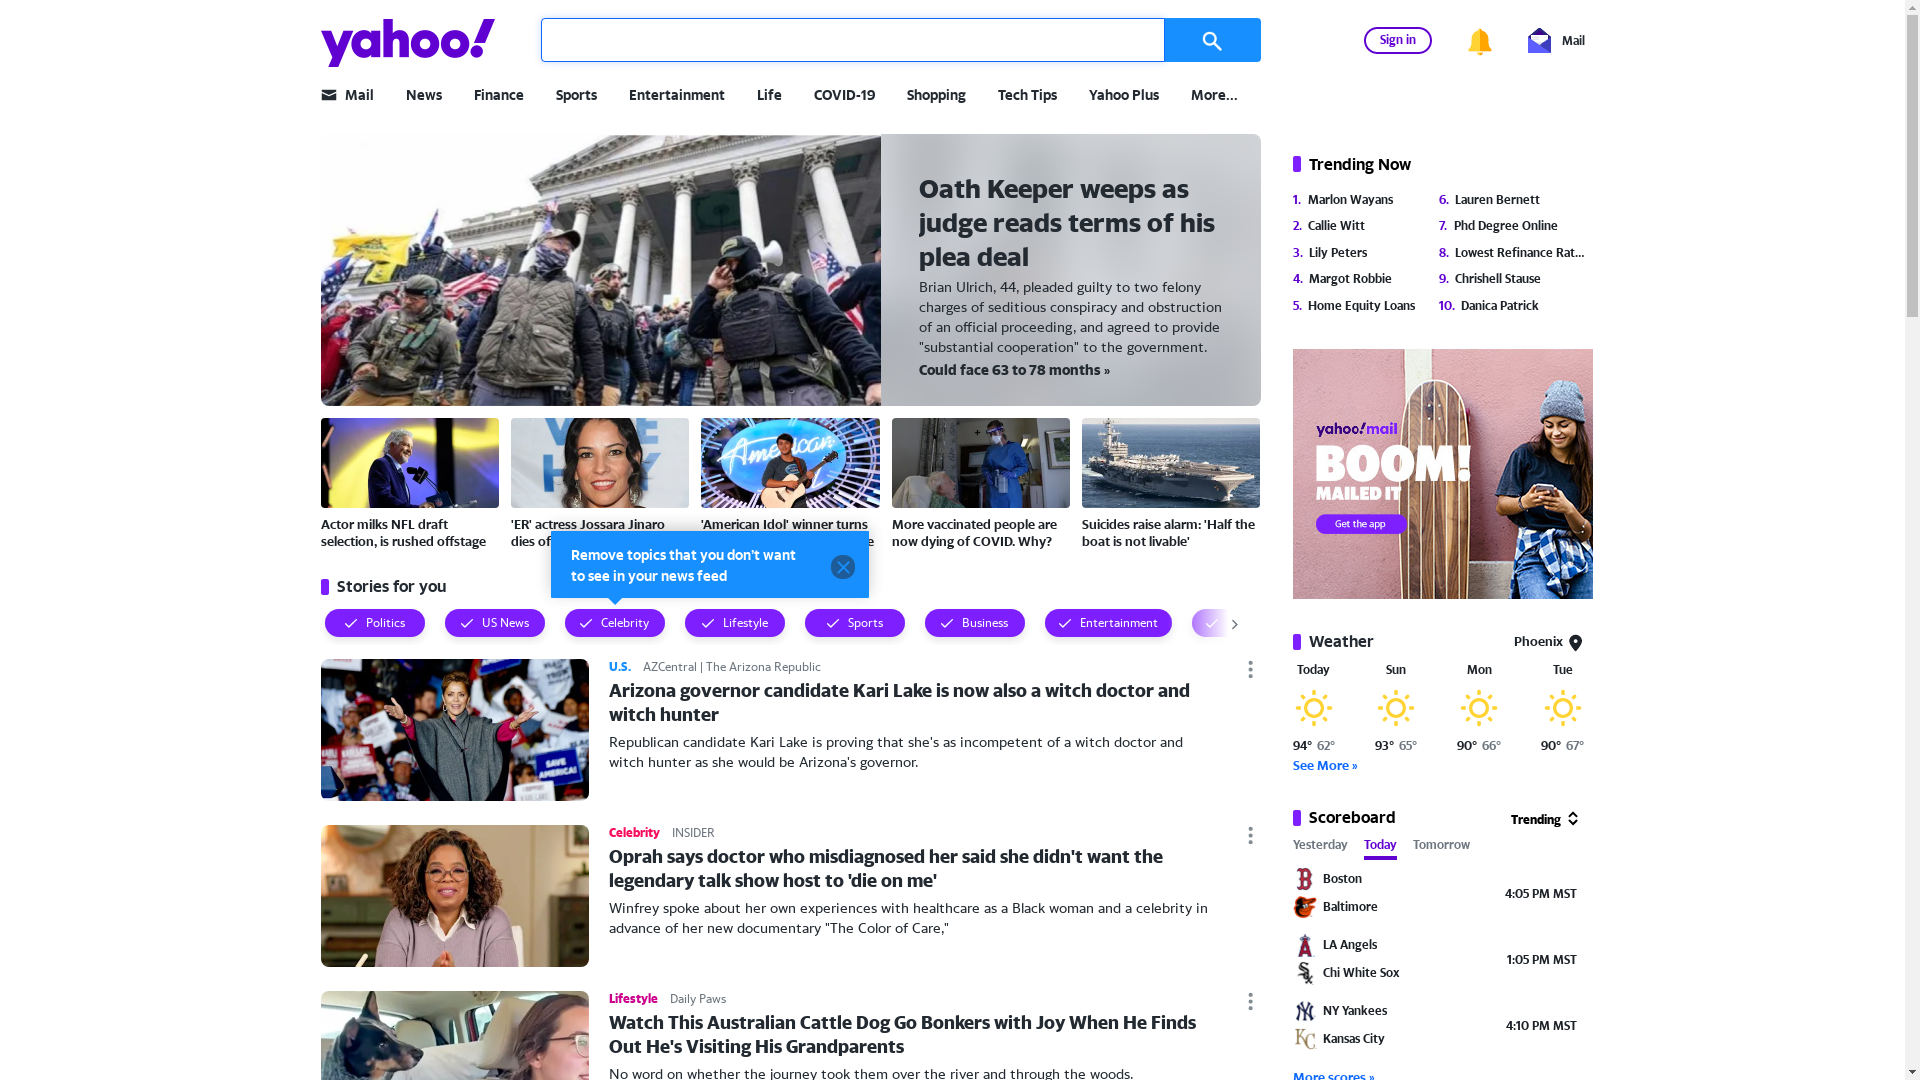 yahoo!
Sign in
Mail
Mail
News
Finance
Sports
Entertainment
Life
COVID-19
Shopping
Tech Tips
Yahoo Plus
More...
Oath Keeper weeps as
judge reads terms of his
plea deal
Brian Ulrich, 44, pleaded guilty to two felony
charges of seditious conspiracy and obstruction
of an official proceeding, and agreed to provide
"substantial cooperation" to the government.
Could face 63 to 78 months »
Actor milks NFL draft
selection, is rushed offstage
'ER' actress Jossara Jinaro
dies of
'American Idol' winner turns
More vaccinated people are
now dying of COVID. Why?
Suicides raise alarm: 'Half the
boat is not livable'
Remove topics that you don't want
to see in your news feed
Stories for you
Politics
US News
Celebrity
Lifestyle
Sports
Business
Entertainment
U.S. AZCentral | The Arizona Republic
Arizona governor candidate Kari Lake is now also a witch doctor and
witch hunter
Republican candidate Kari Lake is proving that she's as incompetent of a witch doctor and
witch hunter as she would be Arizona's governor.
SAVE
AMERICA!
Celebrity INSIDER
Oprah says doctor who misdiagnosed her said she didn't want the
legendary talk show host to 'die on me'
Winfrey spoke about her own experiences with healthcare as a Black woman and a celebrity in
advance of her new documentary "The Color of Care,"
Lifestyle Daily Paws
Watch This Australian Cattle Dog Go Bonkers with Joy When He Finds
Out He's Visiting His Grandparents
No word on whether the journey took them over the river and through the woods.
Trending Now
1. Marlon Wayans
2. Callie Witt
3. Lily Peters
4. Margot Robbie
5. Home Equity Loans
6. Lauren Bernett
7. Phd Degree Online
8. Lowest Refinance Rat...
9. Chrishell Stause
10. Danica Patrick
yahoo!mail
BOOM!
MAILED IT
Get the app
Weather
Phoenix
Today Sun Mon Tue
94° 62° 93° 65° 90° 66° 90° 67°
See More »
Scoreboard
Trending
Yesterday Today Tomorrow
Boston
Baltimore
4:05 PM MST
LA Angels
Chi White Sox
1:05 PM MST
NY Yankees
Kansas City
4:10 PM MST
More scores »